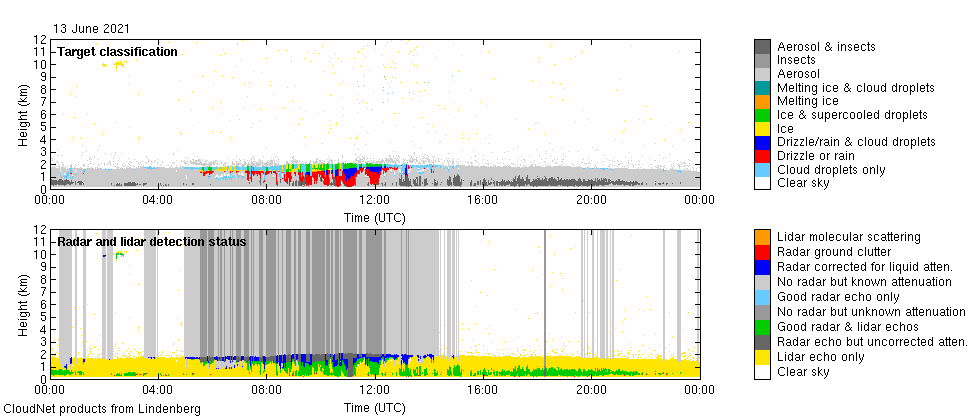 13 June 2021
Target classification
12
11
10
9
8
7
6
5
4
3
2
1
0
Height (km)
00:00 04:00 08:00 12:00 16:00 20:00 00:00
Time (UTC)
Aerosol & insects
Insects
Aerosol
Melting ice & cloud droplets
Melting ice
Ice & supercooled droplets
Ice
Drizzle/rain & cloud droplets
Drizzle or rain
Cloud droplets only
Clear sky
Radar and lidar detection status
12
11
10
9
8
7
6
5
4
3
2
1
0
Height (km)
00:00 04:00 08:00 12:00 16:00 20:00 00:00
Time (UTC)
Lidar molecular scattering
Radar ground clutter
Radar corrected for liquid atten.
No radar but known attenuation
Good radar echo only
No radar but unknown attenuation
Good radar & lidar echos
Radar echo but uncorrected atten.
Lidar echo only
Clear sky
CloudNet products from Lindenberg